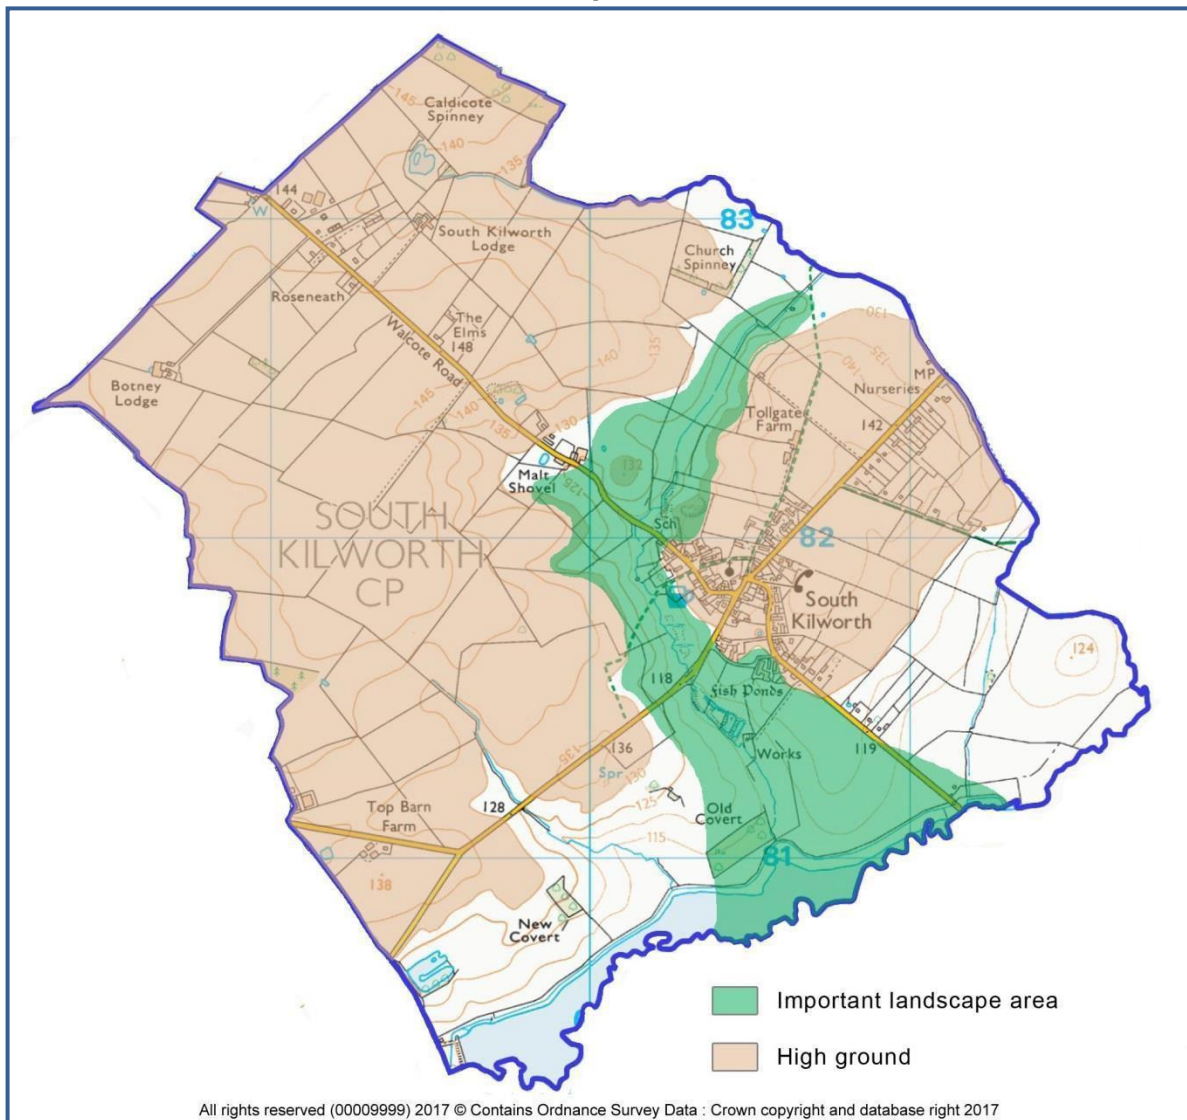 145
Caldicote
Spinney
140
135
144
W
83
South Kilworth
Lodge
Church
Spinney
Roseneath
The
Elms
148
Walcote Road
130
135
140
MP
Nurseries
135
140
145
140
135
130
Botney
Lodge
Tollgate
Farm
142
Malt
Shovel
125
132
SOUTH
KILWORTH
CP
Sch
82
South
Kilworth
124
118
Fish Ponds
136
135
Spr
130
Works
119
125
115
128
Top Barn
Farm
Old
Covert
81
138
New
Covert
Important landscape area
High ground
All rights reserved (00009999) 2017 © Contains Ordnance Survey Data : Crown copyright and database right 2017